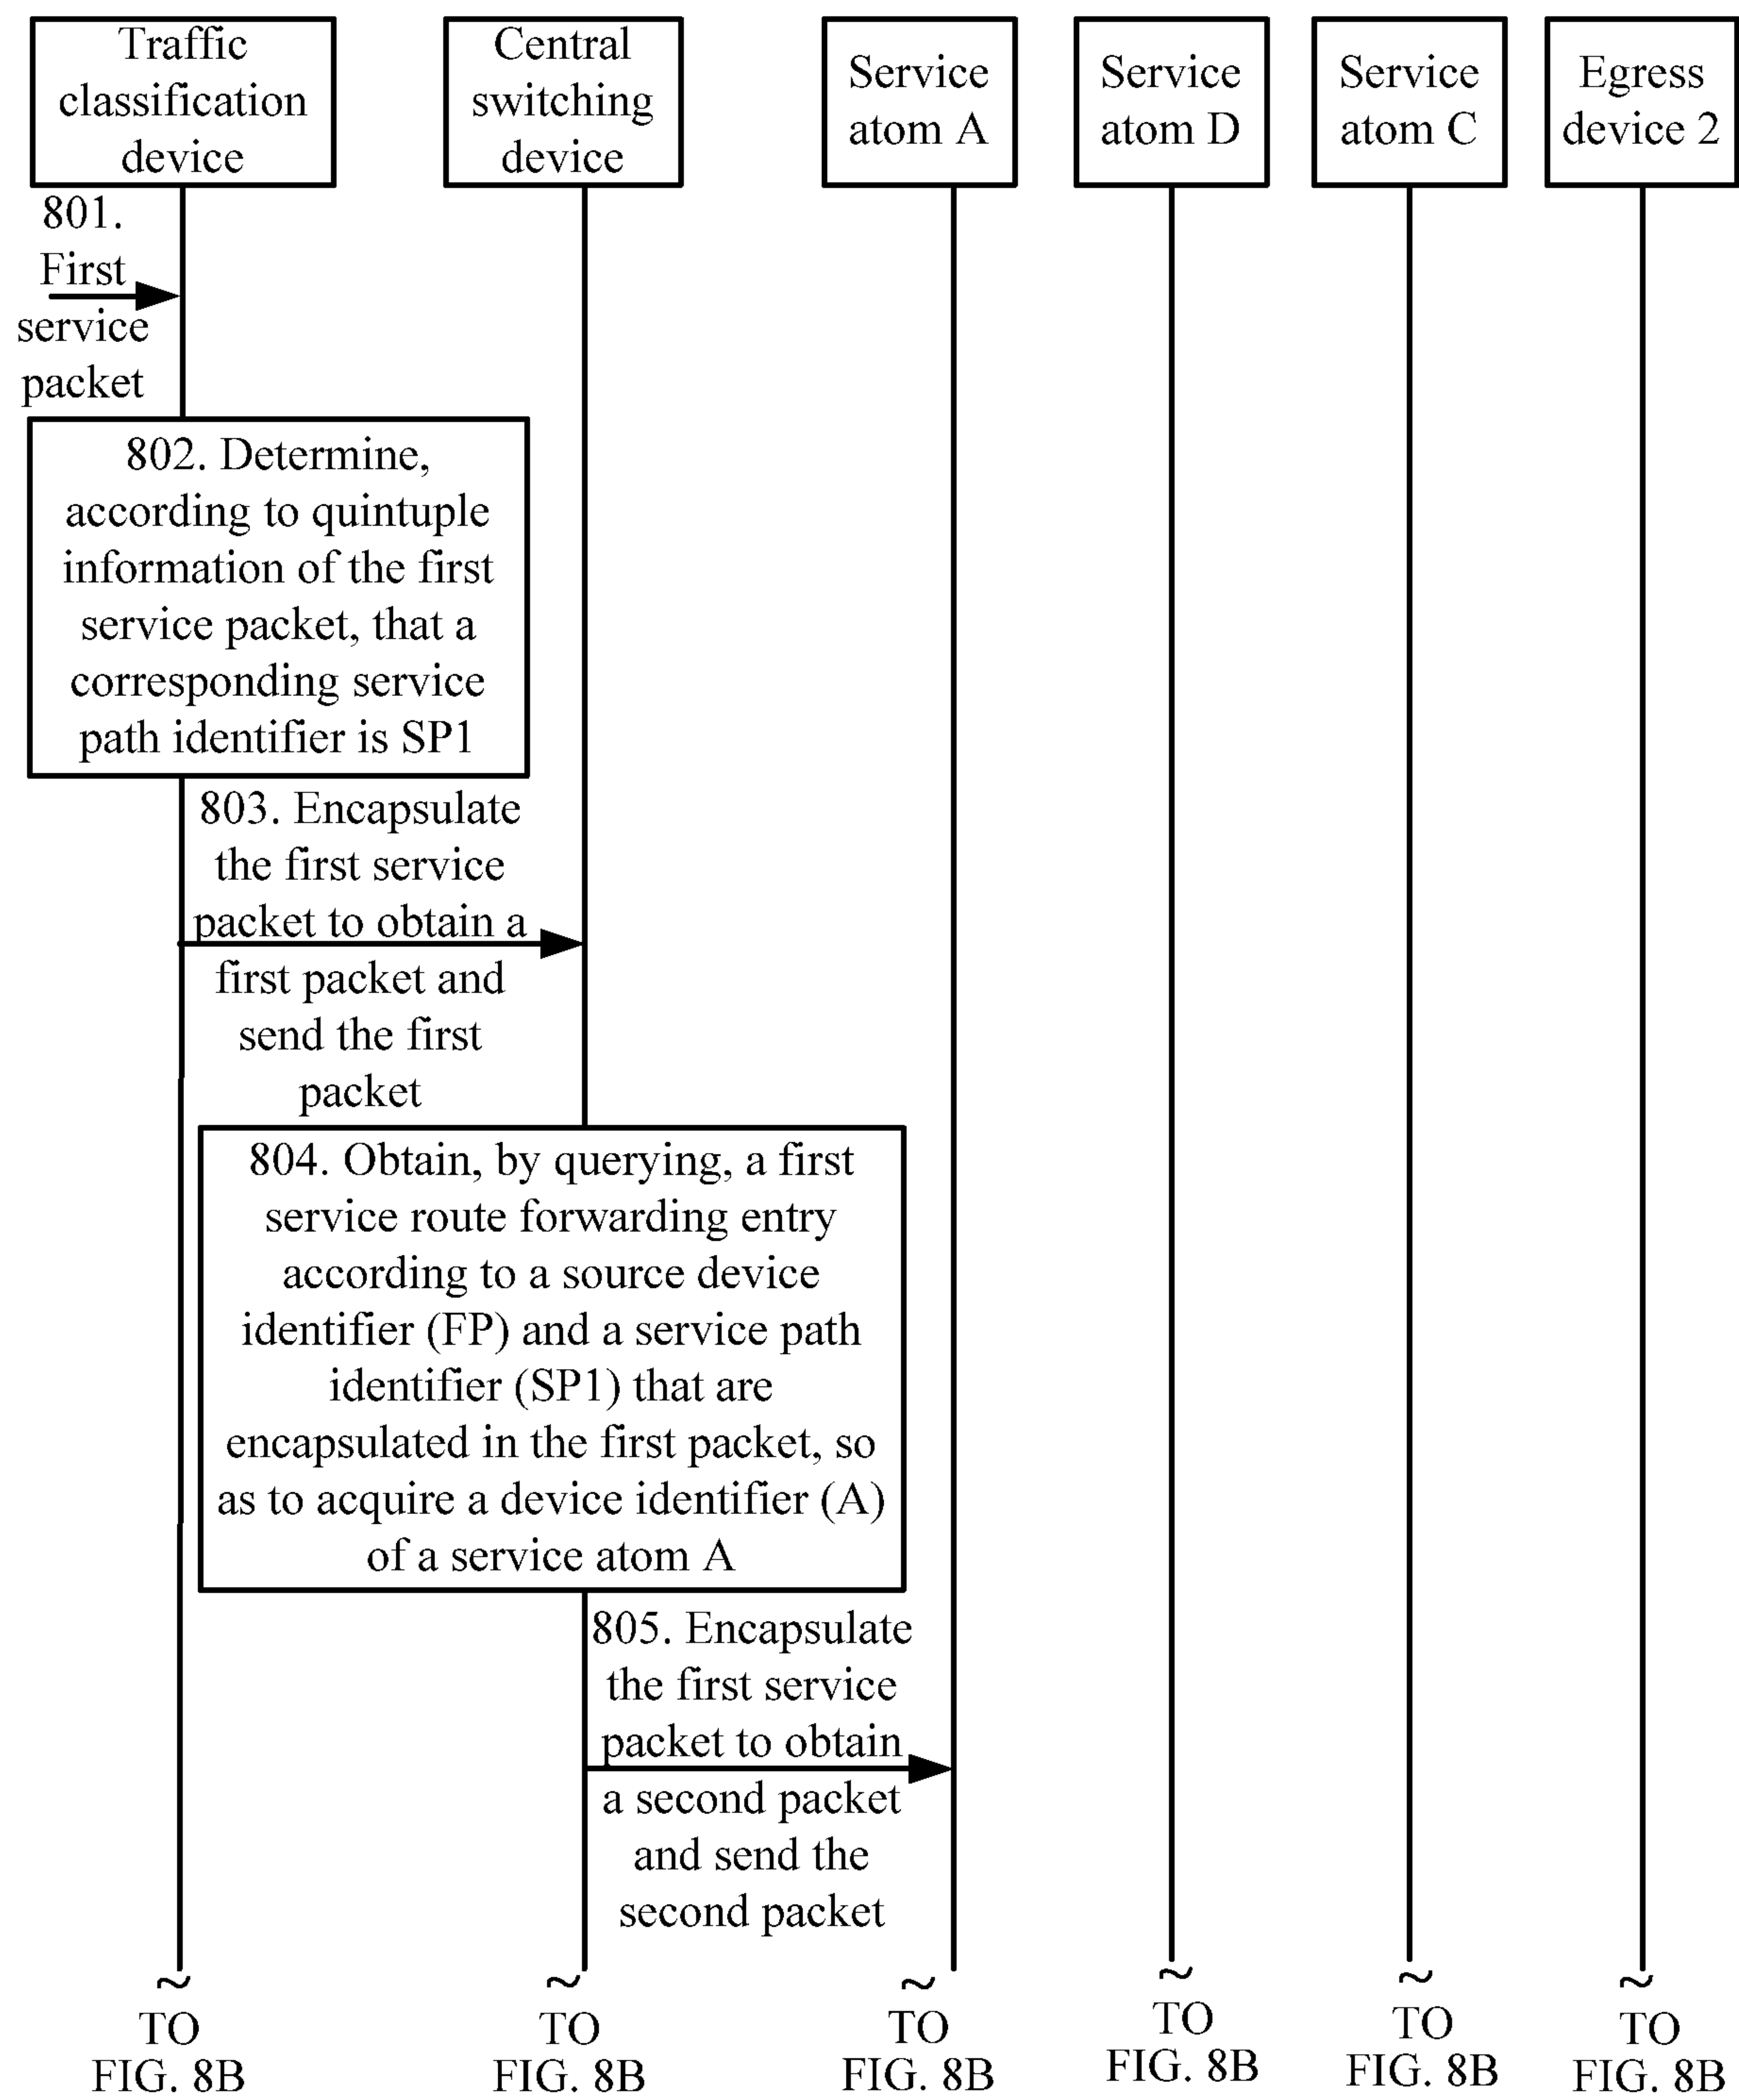 Traffic
classification
device
Central
switching
device
Service
atom A
Service
atom D
Service
atom C
Egress
device 2
801.
First
service
packet
802. Determine,
according to quintuple
information of the first
service packet, that a
corresponding service
path identifier is SP1
803. Encapsulate
the first service
packet to obtain a
first packet and
send the first
packet
804. Obtain, by querying, a first
service route forwarding entry
according to a source device
identifier (FP) and a service path
identifier (SP1) that are
encapsulated in the first packet, so
as to acquire a device identifier (A)
of a service atom A
805. Encapsulate
the first service
packet to obtain
a second packet
and send the
second packet
TO
FIG. 8B
TO
FIG. 8B
TO
FIG. 8B
TO
FIG. 8B
TO
FIG. 8B
TO
FIG. 8B